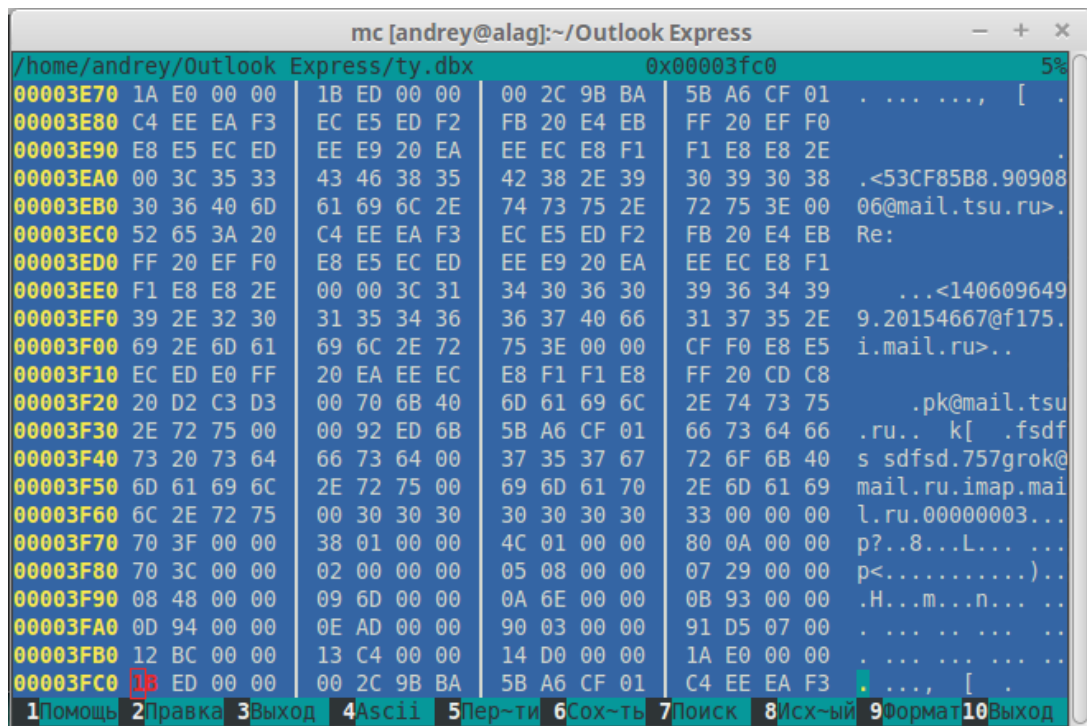 mc [andrey@alag]:~/Outlook Express
/home/andrey/Outlook Express/ty.dbx 0x00003fc0 5%
00003E70 1A E0 00 00 1B ED 00 00 00 2C 9B BA 5B A6 CF 01 . ... ..., [ .
00003E80 C4 EE EA F3 EC E5 ED F2 FB 20 E4 EB FF 20 EF F0
00003E90 E8 E5 EC ED EE E9 20 EA EE EC E8 F1 F1 E8 E8 2E .
00003EA0 00 3C 35 33 43 46 38 35 42 38 2E 39 30 39 30 38 .<53CF85B8.90908
00003EB0 30 36 40 6D 61 69 6C 2E 74 73 75 2E 72 75 3E 00 06@mail.tsu.ru>.
00003EC0 52 65 3A 20 C4 EE EA F3 EC E5 ED F2 FB 20 E4 EB Re:
00003ED0 FF 20 EF F0 E8 E5 EC ED EE E9 20 EA EE EC E8 F1
00003EE0 F1 E8 E8 2E 00 00 3C 31 34 30 36 30 39 36 34 39 ...<140609649
00003EF0 39 2E 32 30 31 35 34 36 36 37 40 66 31 37 35 2E 9.20154667@f175.
00003F00 69 2E 6D 61 69 6C 2E 72 75 3E 00 00 CF F0 E8 E5 i.mail.ru>..
00003F10 EC ED E0 FF 20 EA EE EC E8 F1 F1 E8 FF 20 CD C8
00003F20 20 D2 C3 D3 00 70 6B 40 6D 61 69 6C 2E 74 73 75 .pk@mail.tsu
00003F30 2E 72 75 00 00 92 ED 6B 5B A6 CF 01 66 73 64 66 .ru.. k[ .fsdf
00003F40 73 20 73 64 66 73 64 00 37 35 37 67 72 6F 6B 40 s sdfsd.757grok@
00003F50 6D 61 69 6C 2E 72 75 00 69 6D 61 70 2E 6D 61 69 mail.ru.imap.mai
00003F60 6C 2E 72 75 00 30 30 30 30 30 30 30 33 00 00 00 l.ru.00000003...
00003F70 70 3F 00 00 38 01 00 00 4C 01 00 00 80 0A 00 00 p?..8...L... ...
00003F80 70 3C 00 00 02 00 00 00 05 08 00 00 07 29 00 00 p<...........)..
00003F90 08 48 00 00 09 6D 00 00 0A 6E 00 00 0B 93 00 00 .H...m...n... ..
00003FA0 0D 94 00 00 0E AD 00 00 90 03 00 00 91 D5 07 00 . .. .. ... ..
00003FB0 12 BC 00 00 13 C4 00 00 14 D0 00 00 1A E0 00 00 . ... ... ... ..
00003FC0 1B ED 00 00 00 2C 9B BA 5B A6 CF 01 C4 EE EA F3 . ..., [ .
1Помощь 2Правка 3Выход 4Ascii 5Пер~ти 6Сох~ть 7Поиск 8Исх~ый 9Формат 10Выход